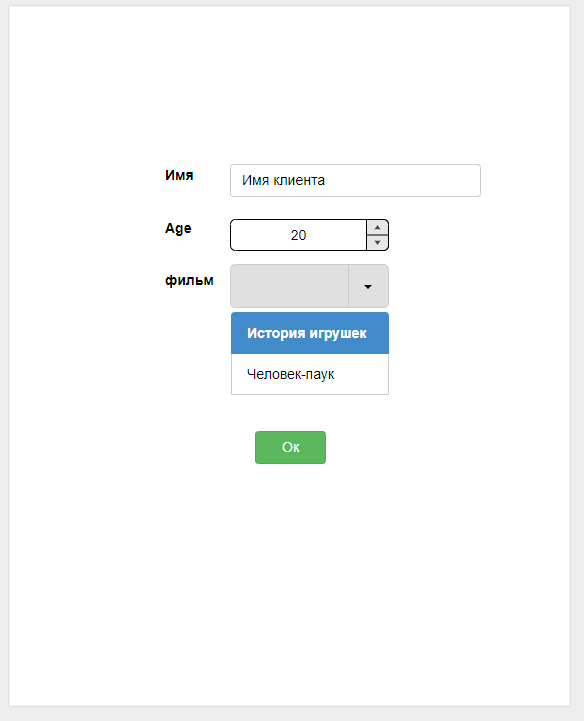 Имя
Имя клиента
Age
20
фильм
История игрушек
Человек-паук
Ок